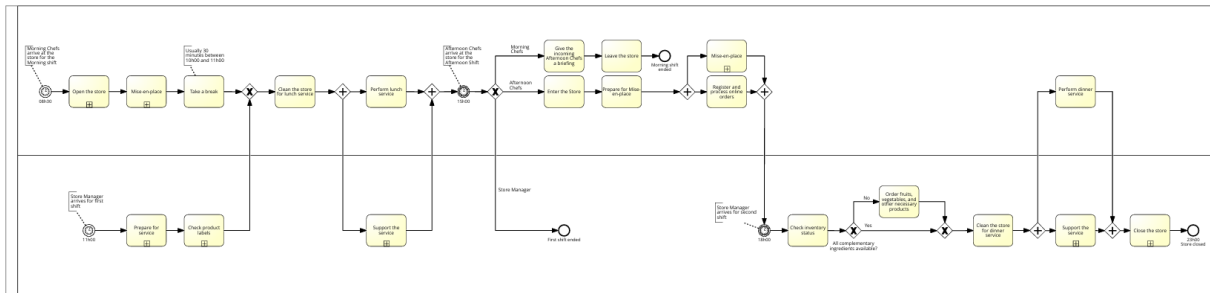 Morning Chefs
arrive at the
store for the
Morning shift
08h30
Open the store
Mise-en-place
Usually 30
minutes between
10h00 and 11h00
Take a break
Clean the store
for lunch service
Perform lunch
service
Afternoon Chefs
arrive at the
store for the
Afternoon Shift
15h00
Morning
Chefs
Give the
incoming
Afternoon Chefs
a briefing
Leave the store
Morning shift
ended
Afternoon
Chefs
Enter the Store
Prepare for Mise-
en-place
Mise-en-place
Register and
process online
orders
Perform dinner
service
Store Manager
arrives for first
shift
11h00
Prepare for
service
Check product
labels
Support the
service
Store Manager
First shift ended
Store Manager
arrives for second
shift
18h00
Check inventory
status
All complementary
ingredients available?
No
Order fruits,
vegetables, and
other necessary
products
Yes
Clean the store
for dinner
service
Support the
service
Close the store
Store closed